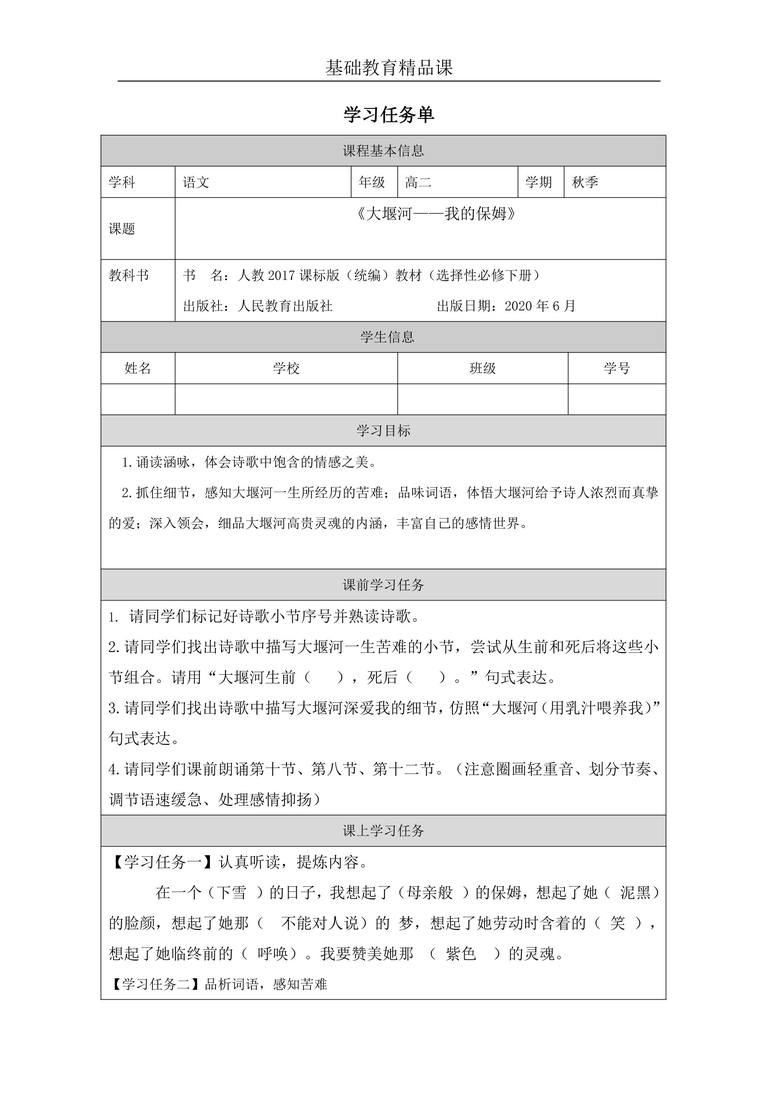 基础教育精品课
学习任务单
课程基本信息
学科 语文 年级 高二 学期 秋季
课题 《大堰河——我的保姆》
教科书 书 名：人教 2017 课标版（统编）教材（选择性必修下册）
出版社：人民教育出版社 出版日期：2020 年 6 月
学生信息
姓名 学校 班级 学号
学习目标
1.诵读涵咏，体会诗歌中饱含的情感之美。
2.抓住细节，感知大堰河一生所经历的苦难；品味词语，体悟大堰河给予诗人浓烈而真挚
的爱；深入领会，细品大堰河高贵灵魂的内涵，丰富自己的感情世界。
课前学习任务
1. 请同学们标记好诗歌小节序号并熟读诗歌。
2.请同学们找出诗歌中描写大堰河一生苦难的小节，尝试从生前和死后将这些小
节组合。请用“大堰河生前（ ），死后（ ）。”句式表达。
3.请同学们找出诗歌中描写大堰河深爱我的细节，仿照“大堰河（用乳汁喂养我）”
句式表达。
4.请同学们课前朗诵第十节、第八节、第十二节。（注意圈画轻重音、划分节奏、
调节语速缓急、处理感情抑扬）
课上学习任务
【学习任务一】认真听读，提炼内容。
在一个（下雪 ）的日子，我想起了（母亲般 ）的保姆，想起了她（ 泥黑）
的脸颜，想起了她那（ 不能对人说）的 梦，想起了她劳动时含着的（ 笑 ），
想起了她临终前的（ 呼唤）。我要赞美她那 （ 紫色 ）的灵魂。
【学习任务二】品析词语，感知苦难